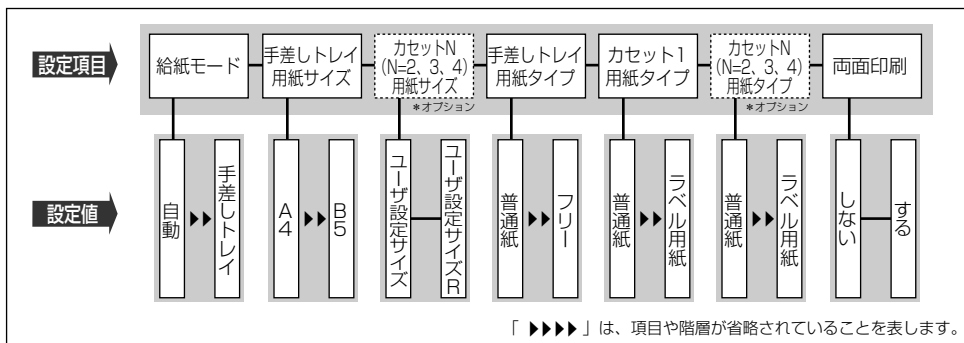 設定項目
給紙モード
手差しトレイ
用紙サイズ
カセットN
(N=2、3、4)
用紙サイズ
*オプション
手差しトレイ
用紙タイプ
カセット1
用紙タイプ
カセットN
(N=2、3、4)
用紙タイプ
*オプション
両面印刷
設定値
自動
手差しトレイ
A4
B5
ユーザ設定サイズ
ユーザ設定サイズR
普通紙
フリー
普通紙
ラベル用紙
普通紙
ラベル用紙
しない
する
「 ▶▶▶▶ 」は、項目や階層が省略されていることを表します。